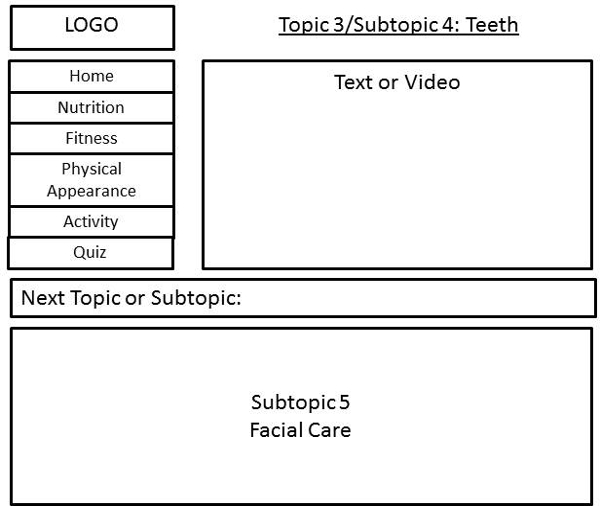 LOGO
Topic 3/Subtopic 4: Teeth
Home
Nutrition
Fitness
Physical
Appearance
Activity
Quiz
Text or Video
Next Topic or Subtopic:
Subtopic 5
Facial Care